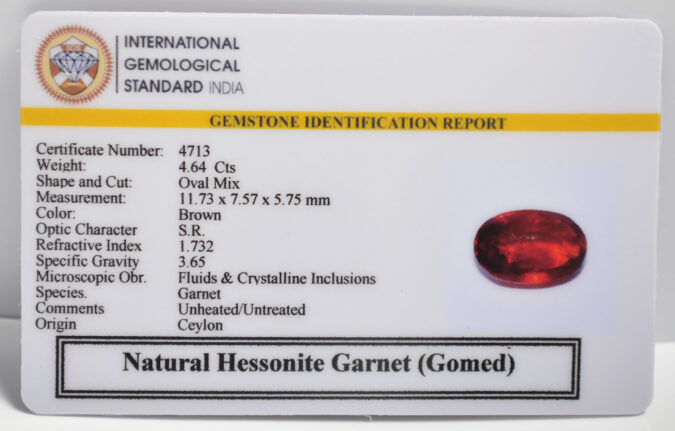 IGS
INTERNATIONAL
GEMOLOGICAL
STANDARD INDIA
GEMSTONE IDENTIFICATION REPORT
Certificate Number: 4713
Weight: 4.64 Cts
Shape and Cut: Oval Mix
Measurement: 11.73 x 7.57 x 5.75 mm
Color: Brown
Optic Character S.R.
Refractive Index 1.732
Specific Gravity 3.65
Microscopic Obr. Fluids & Crystalline Inclusions
Species. Garnet
Comments Unheated/Untreated
Origin Ceylon
Natural Hessonite Garnet (Gomed)